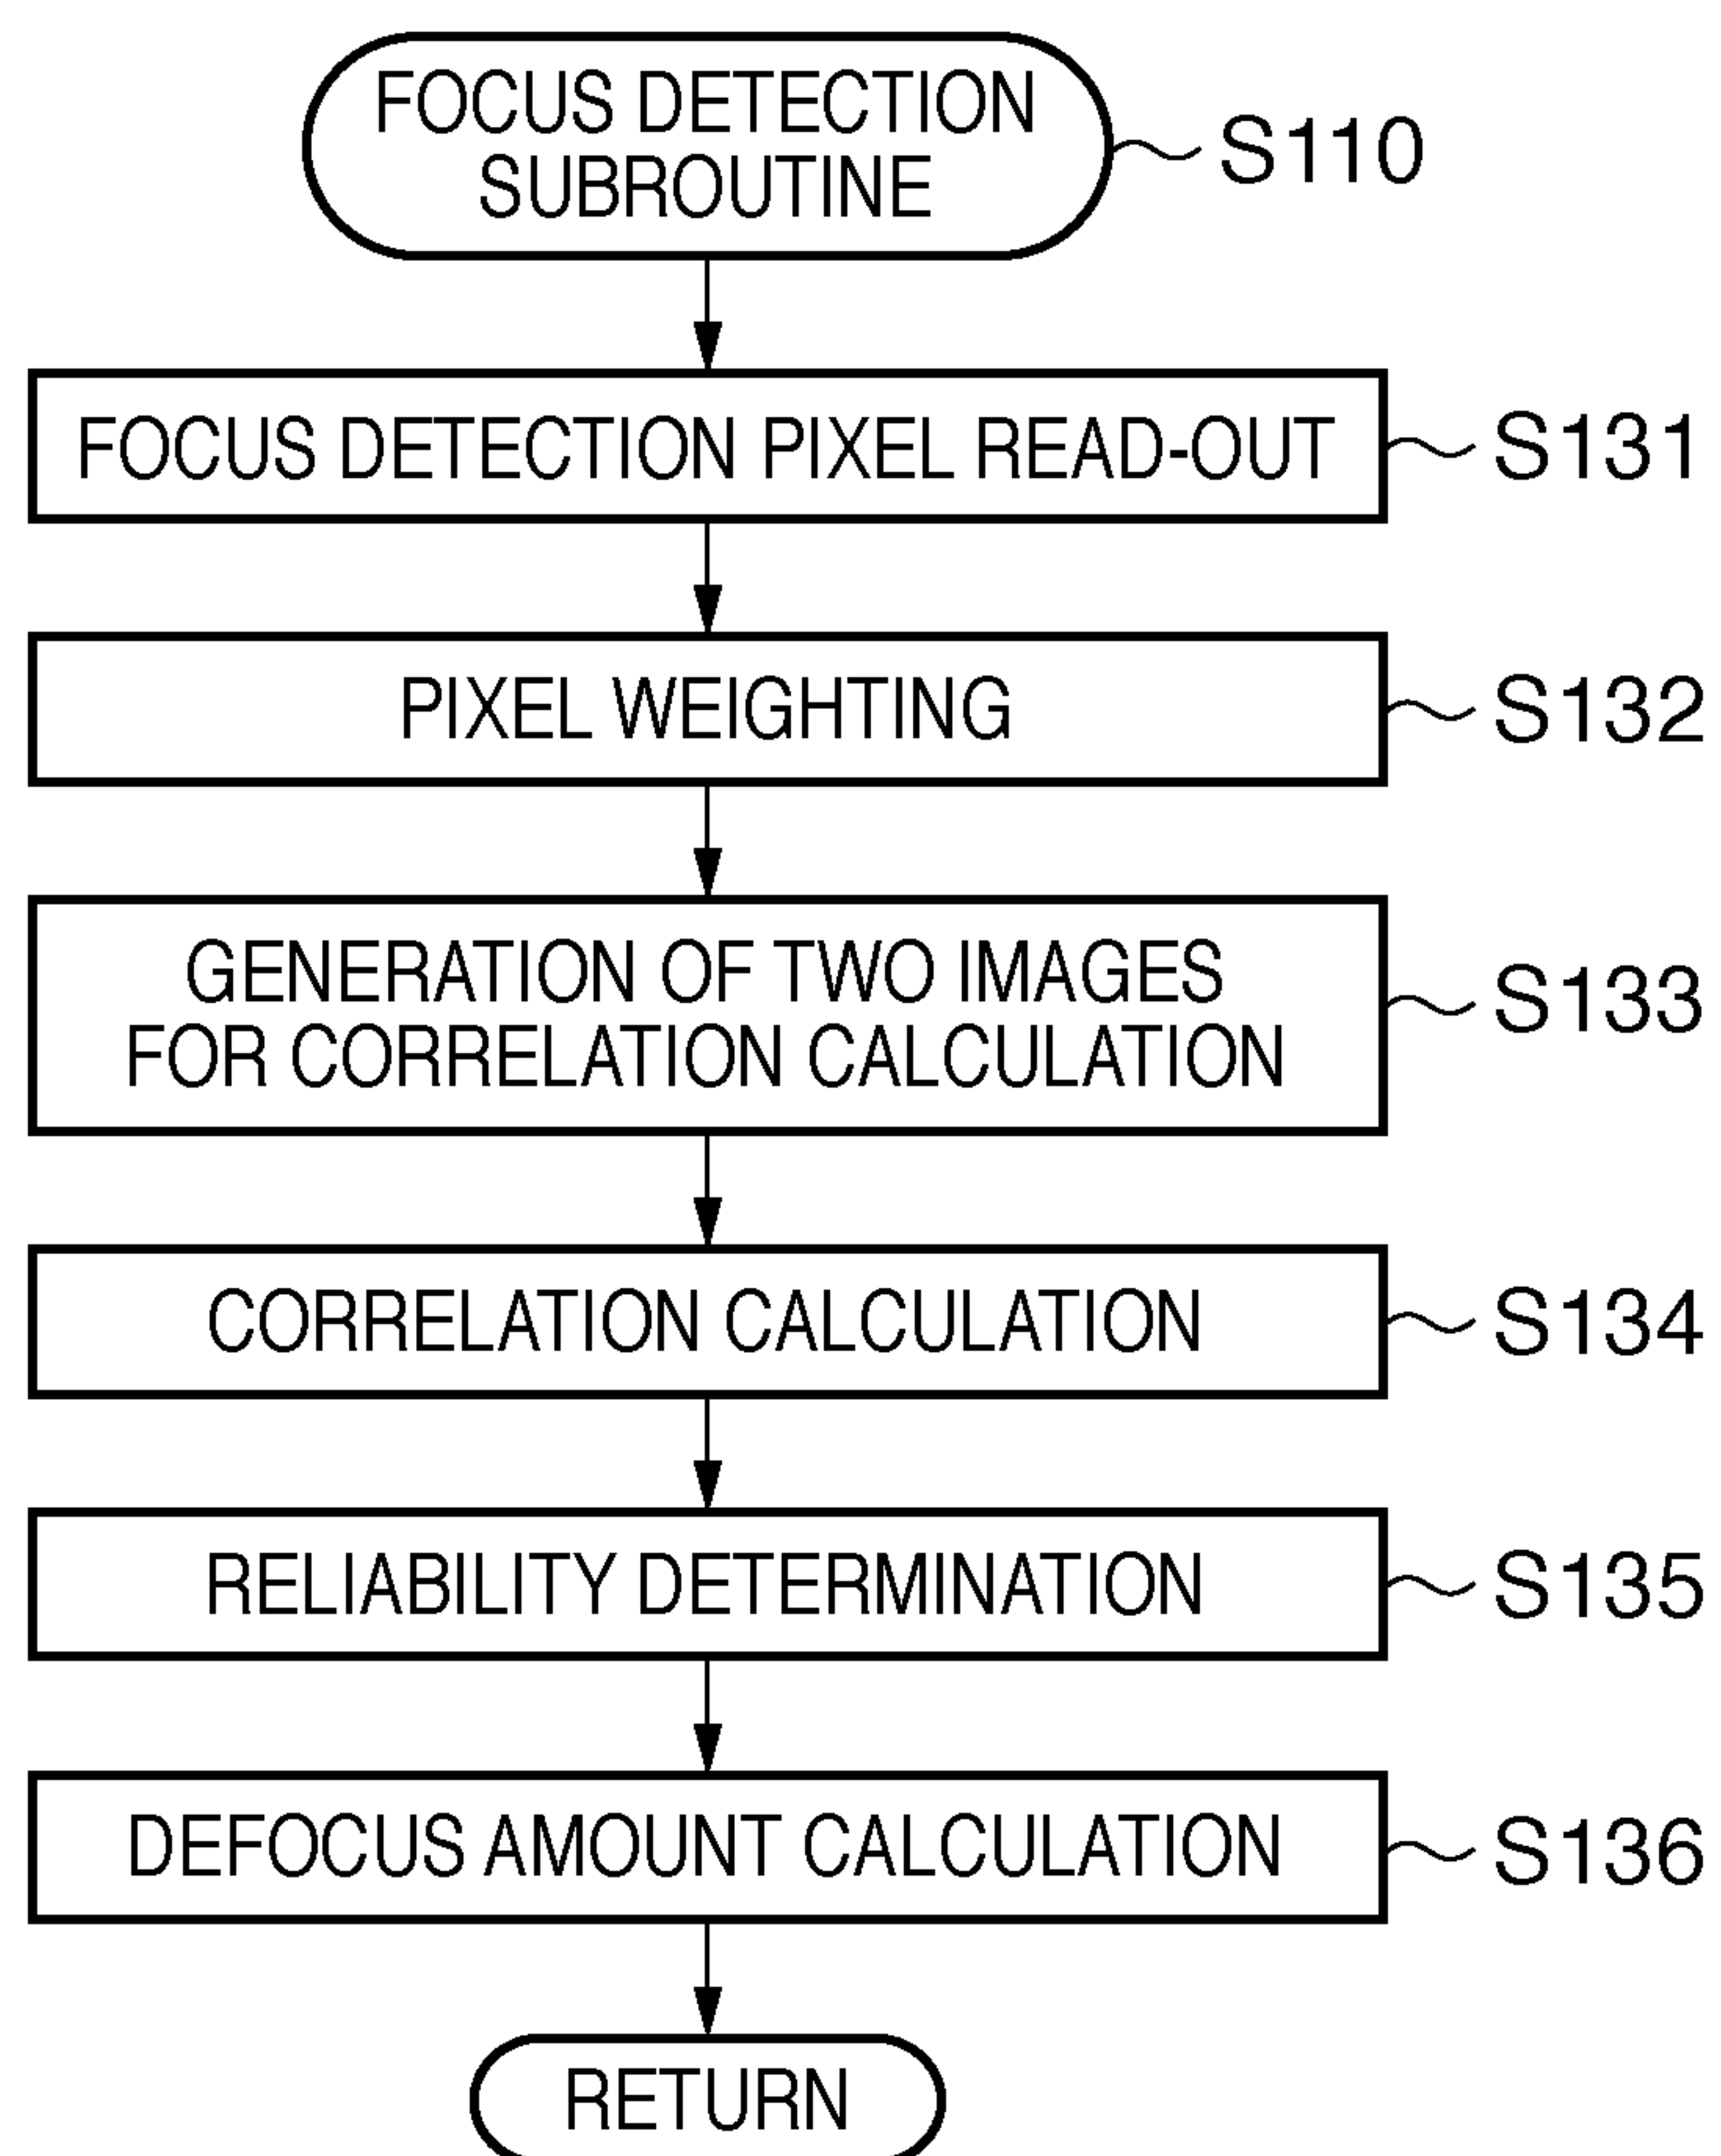 FOCUS DETECTION
SUBROUTINE
S110
FOCUS DETECTION PIXEL READ-OUT
S131
PIXEL WEIGHTING
S132
GENERATION OF TWO IMAGES
FOR CORRELATION CALCULATION
S133
CORRELATION CALCULATION
S134
RELIABILITY DETERMINATION
S135
DEFOCUS AMOUNT CALCULATION
S136
RETURN